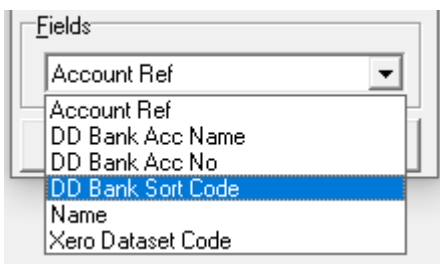 Fields
Account Ref
Account Ref
DD Bank Acc Name
DD Bank Acc No
DD Bank Sort Code
Name
Xero Dataset Code